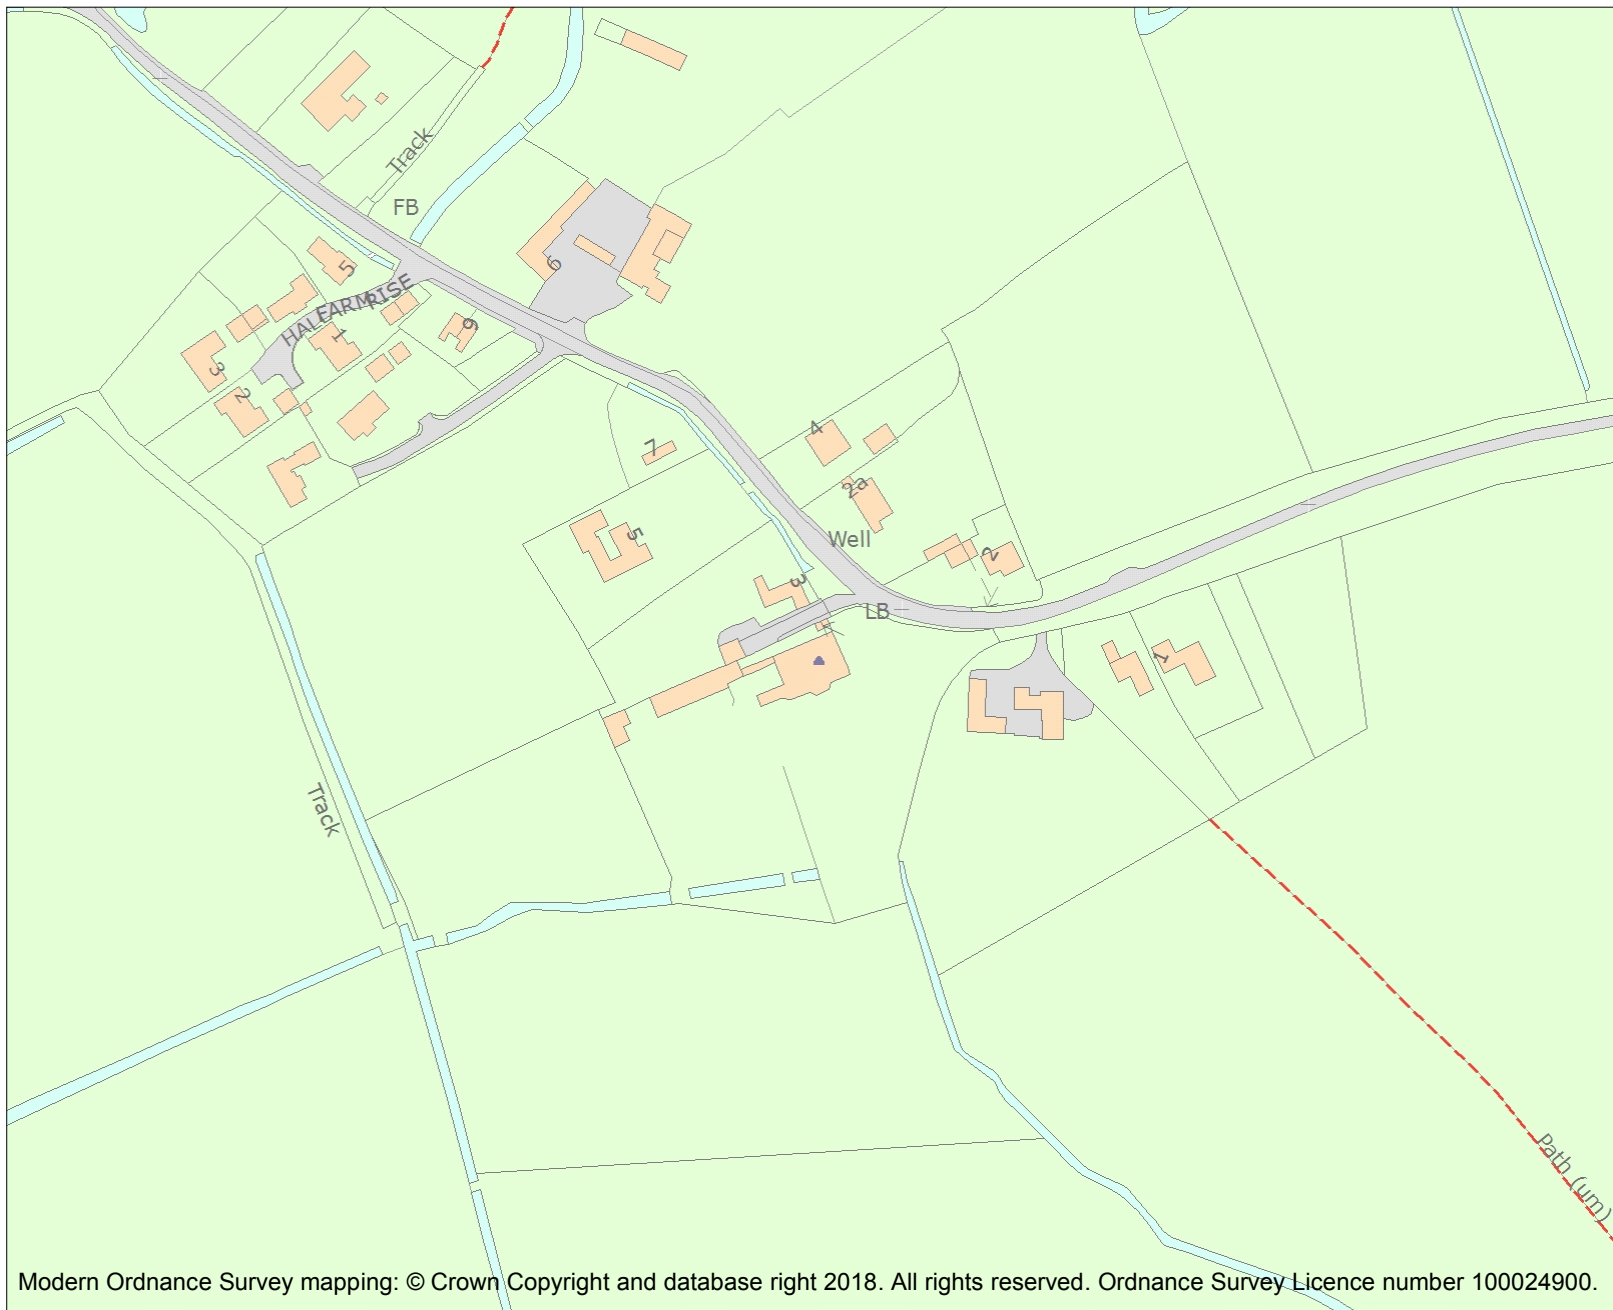 Track
FB
6
5
HALL FARM RISE
1
9
3
2
4
7
2a
5
Well
2
3
LB
1
Track
Path (um)
Modern Ordnance Survey mapping: © Crown Copyright and database right 2018. All rights reserved. Ordnance Survey Licence number 100024900.